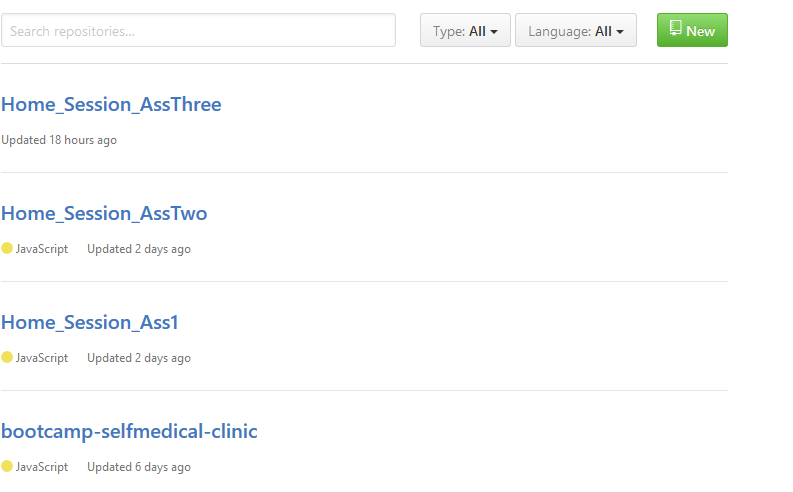 Search repositories...
Type: All
Language: All
New
Home_Session_AssThree
Updated 18 hours ago
Home_Session_AssTwo
JavaScript Updated 2 days ago
Home_Session_Ass1
JavaScript Updated 2 days ago
bootcamp-selfmedical-clinic
JavaScript Updated 6 days ago